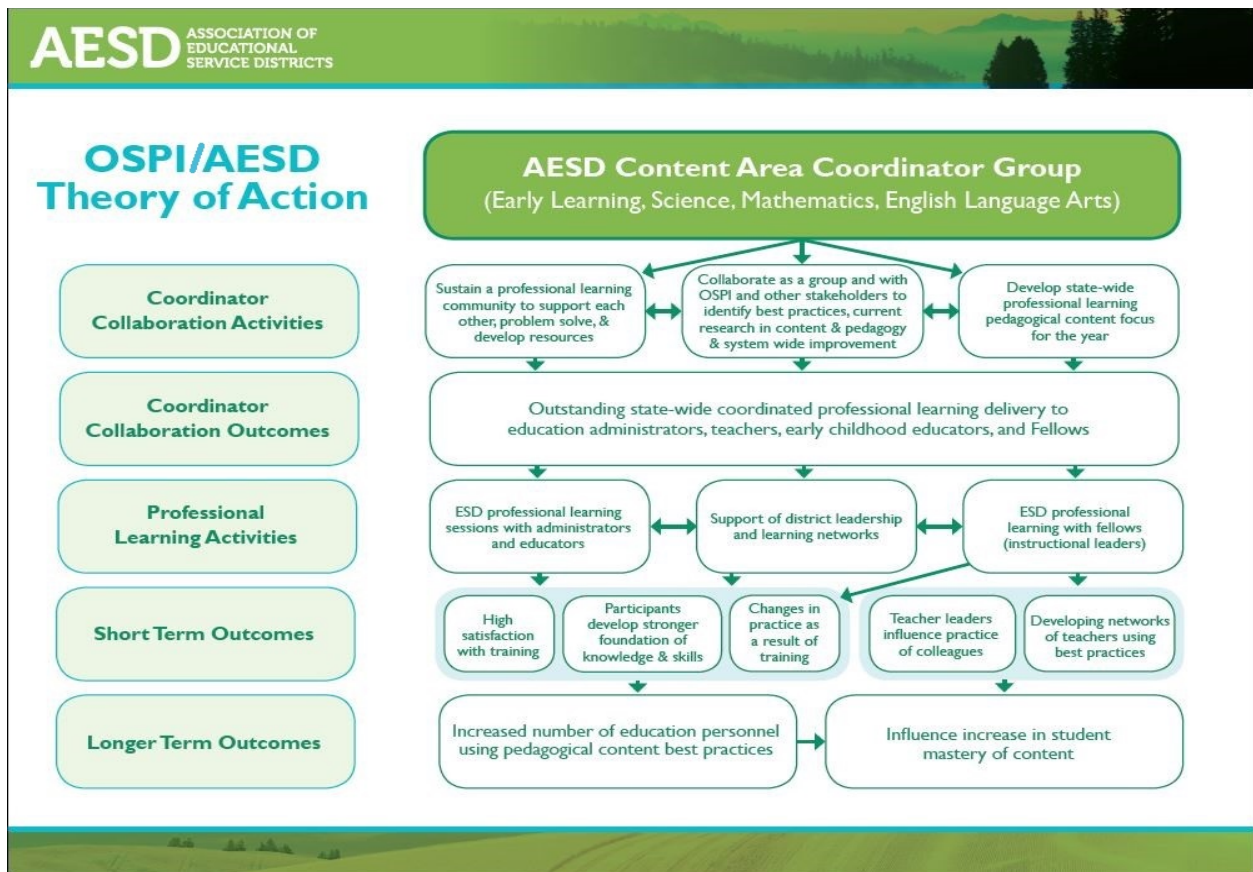 AESD ASSOCIATION OF
EDUCATIONAL
SERVICE DISTRICTS
OSPI/AESD
Theory of Action
AESD Content Area Coordinator Group
(Early Learning, Science, Mathematics, English Language Arts)
Coordinator
Collaboration Activities
Sustain a professional learning
community to support each
other, problem solve, &
develop resources
Collaborate as a group and with
OSPI and other stakeholders to
identify best practices, current
research in content & pedagogy
& system wide improvement
Develop state-wide
professional learning
pedagogical content focus
for the year
Coordinator
Collaboration Outcomes
Outstanding state-wide coordinated professional learning delivery to
education administrators, teachers, early childhood educators, and Fellows
Professional
Learning Activities
ESD professional learning
sessions with administrators
and educators
Support of district leadership
and learning networks
ESD professional
learning with fellows
(instructional leaders)
Short Term Outcomes
High
satisfaction
with training
Participants
develop stronger
foundation of
knowledge & skills
Changes in
practice as
a result of
training
Teacher leaders
influence practice
of colleagues
Developing networks
of teachers using
best practices
Longer Term Outcomes
Increased number of education personnel
using pedagogical content best practices
Influence increase in student
mastery of content